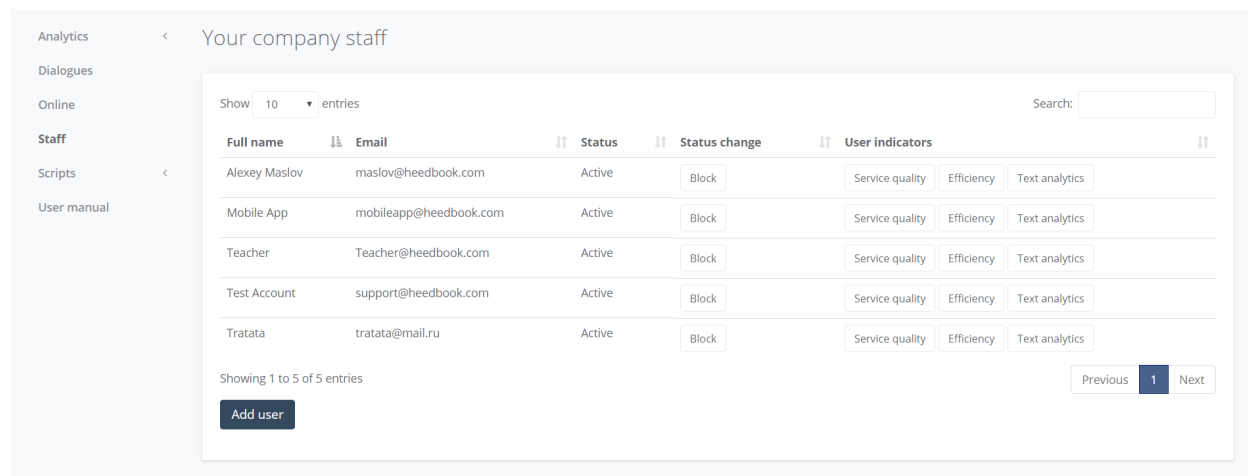 Analytics
Dialogues
Online
Staff
Scripts
User manual
Your company staff
Show 10 entries
Search:
Full name Email Status Status change User indicators
Alexey Maslov maslov@heedbook.com Active Block Service quality Efficiency Text analytics
Mobile App mobileapp@heedbook.com Active Block Service quality Efficiency Text analytics
Teacher Teacher@heedbook.com Active Block Service quality Efficiency Text analytics
Test Account support@heedbook.com Active Block Service quality Efficiency Text analytics
Tratata tratata@mail.ru Active Block Service quality Efficiency Text analytics
Showing 1 to 5 of 5 entries
Previous 1 Next
Add user